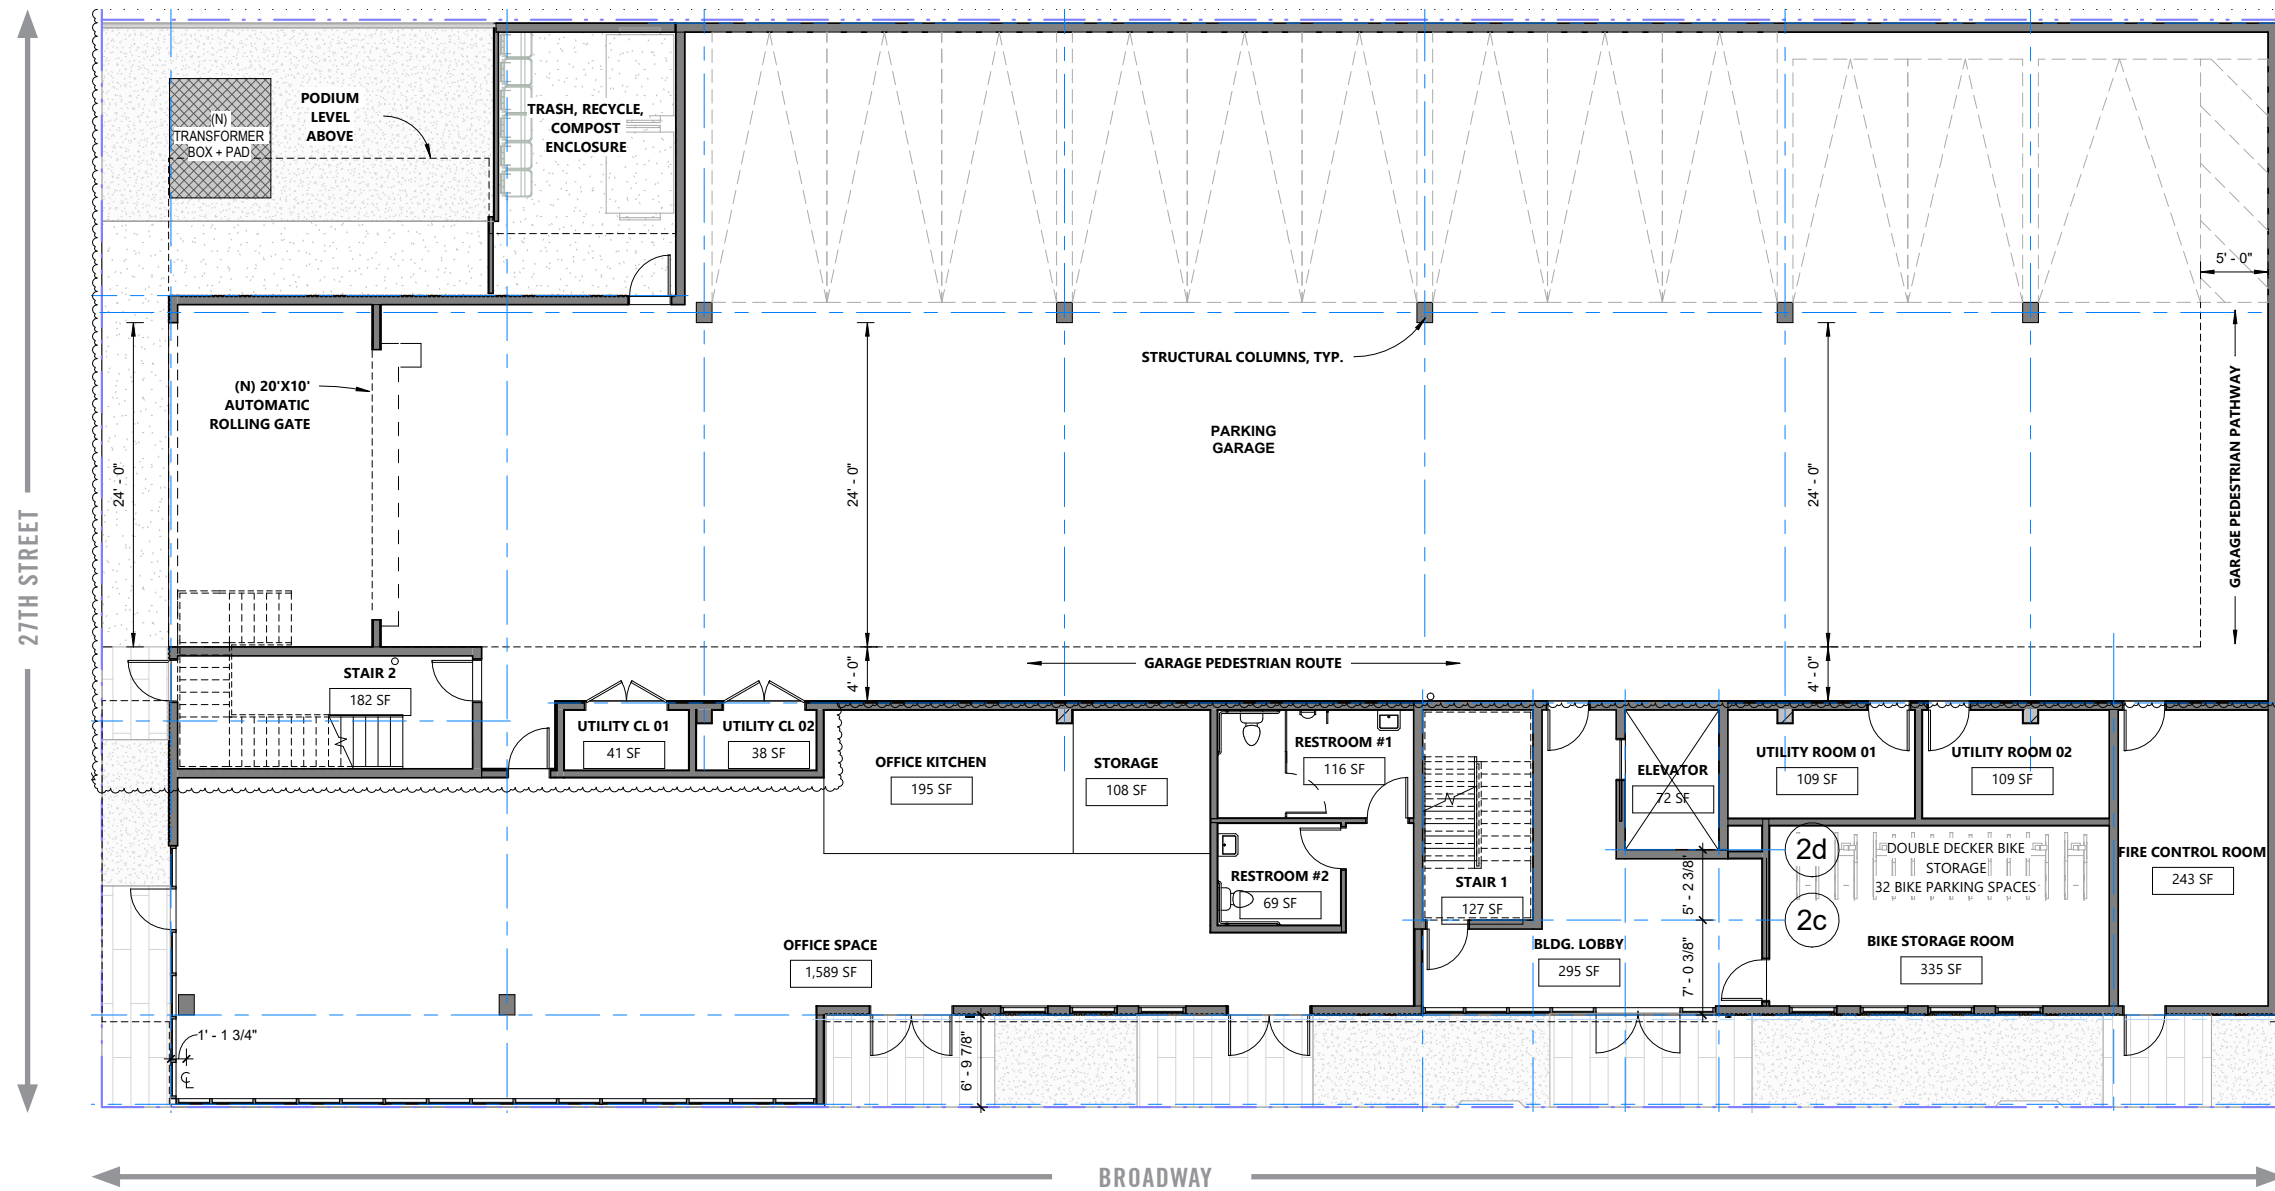 PODIUM
LEVEL
ABOVE
(N)
TRANSFORMER
BOX + PAD
TRASH, RECYCLE,
COMPOST
ENCLOSURE
5' - 0"
STRUCTURAL COLUMNS, TYP.
(N) 20'X10'
AUTOMATIC
ROLLING GATE
PARKING
GARAGE
24' - 0"
24' - 0"
24' - 0"
GARAGE PEDESTRIAN PATHWAY
27TH STREET
GARAGE PEDESTRIAN ROUTE
4' - 0"
4' - 0"
STAIR 2
182 SF
UTILITY CL 01
41 SF
UTILITY CL 02
38 SF
OFFICE KITCHEN
195 SF
STORAGE
108 SF
RESTROOM #1
116 SF
ELEVATOR
72 SF
UTILITY ROOM 01
109 SF
UTILITY ROOM 02
109 SF
RESTROOM #2
69 SF
STAIR 1
127 SF
5' - 2 3/8"
2d
DOUBLE DECKER BIKE
STORAGE
32 BIKE PARKING SPACES
FIRE CONTROL ROOM
243 SF
2c
OFFICE SPACE
1,589 SF
BLDG. LOBBY
295 SF
7' - 0 3/8"
BIKE STORAGE ROOM
335 SF
1' - 1 3/4"
CL
6' - 9 7/8"
BROADWAY